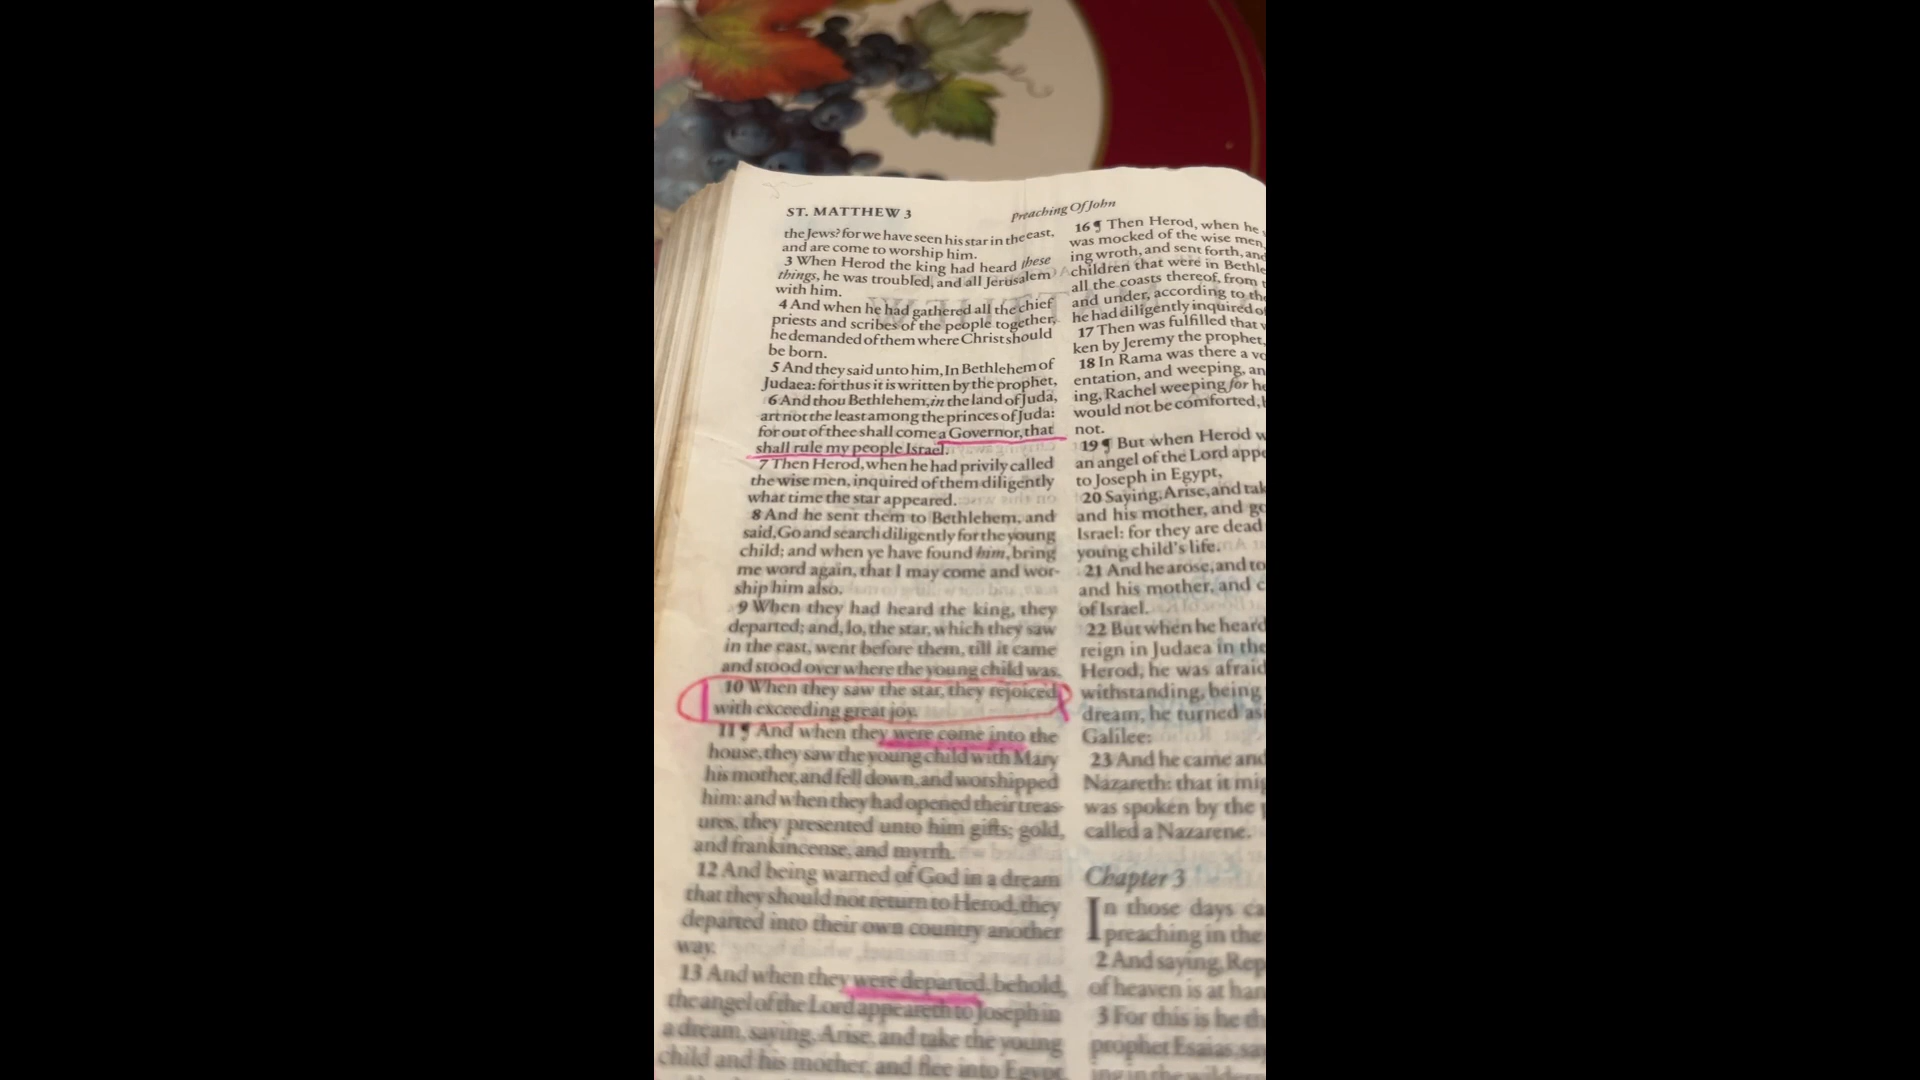 ST. MATTHEW 3
Preaching Of John
the Jews? for we have seen his star in the east,
and are come to worship him.
3 When Herod the king had heard these
things, he was troubled, and all Jerusalem
with him.
4 And when he had gathered all the chief
priests and scribes of the people together,
he demanded of them where Christ should
be born.
5 And they said unto him, In Bethlehem of
Judaea: for thus it is written by the prophet,
6 And thou Bethlehem, in the land of Juda,
art not the least among the princes of Juda:
for out of thee shall come a Governor, that
shall rule my people Israel.
7 Then Herod, when he had privily called
the wise men, inquired of them diligently
what time the star appeared.
8 And he sent them to Bethlehem, and
said, Go and search diligently for the young
child; and when ye have found him, bring
me word again, that I may come and wor-
ship him also.
9 When they had heard the king, they
departed; and, lo, the star, which they saw
in the east, went before them, till it came
and stood over where the young child was.
10 When they saw the star, they rejoiced
with exceeding great joy.
11 ¶ And when they were come into the
house, they saw the young child with Mary
his mother, and fell down, and worshipped
him: and when they had opened their treas-
ures, they presented unto him gifts; gold,
and frankincense, and myrrh.
12 And being warned of God in a dream
that they should not return to Herod, they
departed into their own country another
way.
13 And when they were departed, behold,
the angel of the Lord appeareth to Joseph in
a dream, saying, Arise, and take the young
child and his mother, and flee into Egypt,
16 ¶ Then Herod, when he
was mocked of the wise men,
ing wroth, and sent forth, and
children that were in Bethle
all the coasts thereof, from
and under, according to the
he had diligently inquired o
17 Then was fulfilled that
ken by Jeremy the prophet,
18 In Rama was there a vo
entation, and weeping, an
ing, Rachel weeping for he
would not be comforted,
not.
19 ¶ But when Herod w
an angel of the Lord appe
to Joseph in Egypt,
20 Saying, Arise, and tak
and his mother, and go
Israel: for they are dead
young child's life.
21 And he arose, and to
and his mother, and c
of Israel.
22 But when he heard
reign in Judaea in the
Herod, he was afraid
withstanding, being
dream, he turned asi
Galilee:
23 And he came and
Nazareth: that it mig
was spoken by the
called a Nazarene.
Chapter 3
In those days ca
preaching in the
2 And saying, Rep
of heaven is at han
3 For this is he th
prophet Esaias, sa
ing in the wilder